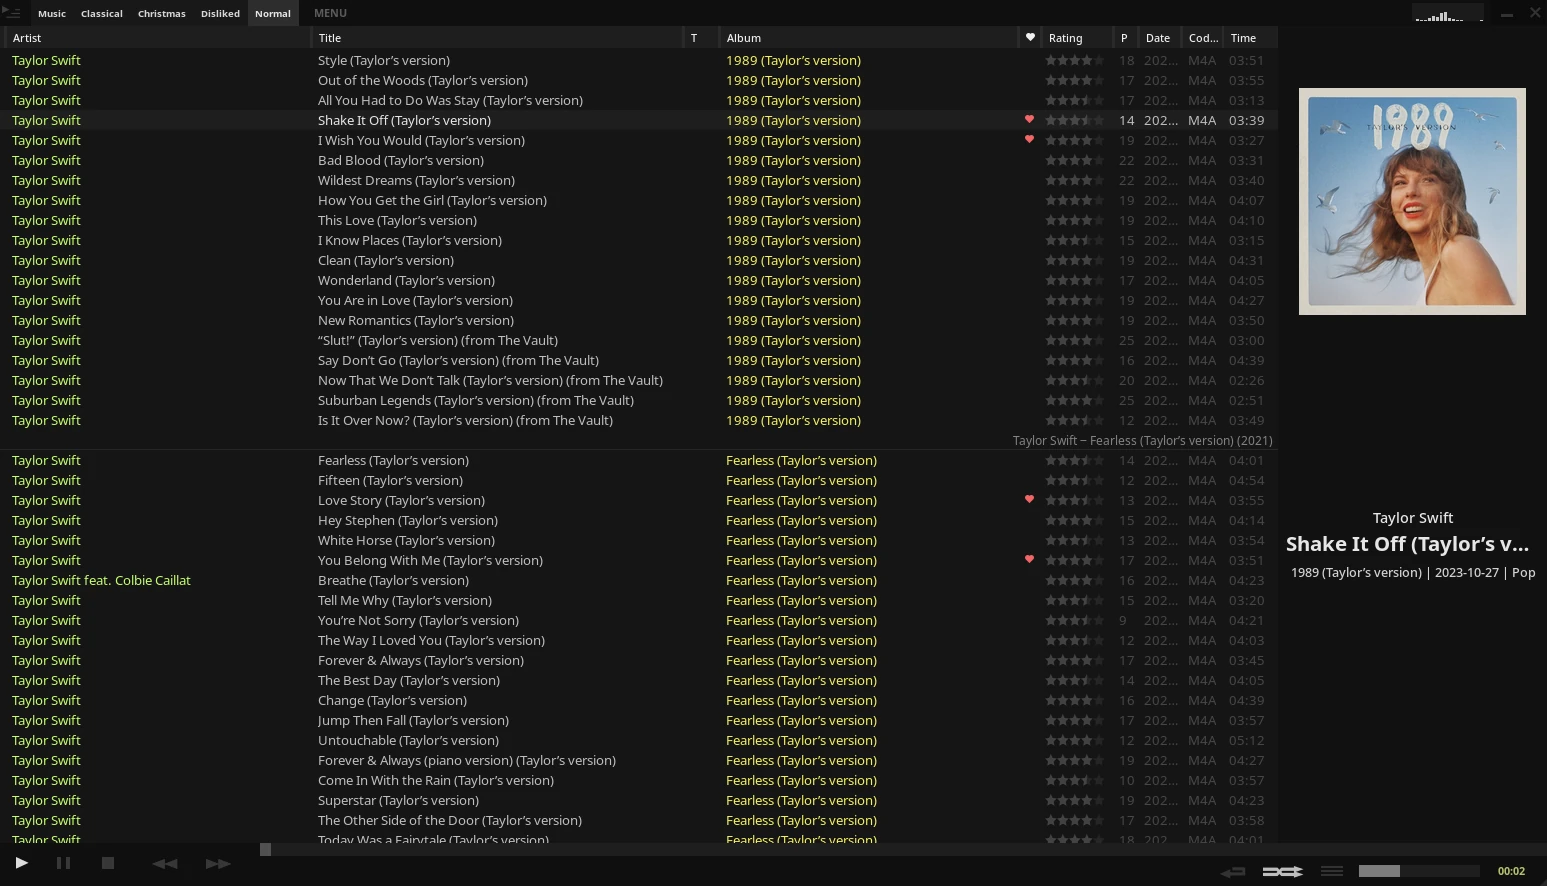 Music Classical Christmas Disliked Normal MENU
Artist Title T Album ♥ Rating P Date Cod... Time
Taylor Swift Style (Taylor’s version) 1989 (Taylor’s version) 18 202... M4A 03:51
Taylor Swift Out of the Woods (Taylor’s version) 1989 (Taylor’s version) 17 202... M4A 03:55
Taylor Swift All You Had to Do Was Stay (Taylor’s version) 1989 (Taylor’s version) 17 202... M4A 03:13
Taylor Swift Shake It Off (Taylor’s version) 1989 (Taylor’s version) 14 202... M4A 03:39
Taylor Swift I Wish You Would (Taylor’s version) 1989 (Taylor’s version) 19 202... M4A 03:27
Taylor Swift Bad Blood (Taylor’s version) 1989 (Taylor’s version) 22 202... M4A 03:31
Taylor Swift Wildest Dreams (Taylor’s version) 1989 (Taylor’s version) 22 202... M4A 03:40
Taylor Swift How You Get the Girl (Taylor’s version) 1989 (Taylor’s version) 19 202... M4A 04:07
Taylor Swift This Love (Taylor’s version) 1989 (Taylor’s version) 19 202... M4A 04:10
Taylor Swift I Know Places (Taylor’s version) 1989 (Taylor’s version) 15 202... M4A 03:15
Taylor Swift Clean (Taylor’s version) 1989 (Taylor’s version) 19 202... M4A 04:31
Taylor Swift Wonderland (Taylor’s version) 1989 (Taylor’s version) 17 202... M4A 04:05
Taylor Swift You Are in Love (Taylor’s version) 1989 (Taylor’s version) 19 202... M4A 04:27
Taylor Swift New Romantics (Taylor’s version) 1989 (Taylor’s version) 19 202... M4A 03:50
Taylor Swift “Slut!” (Taylor’s version) (from The Vault) 1989 (Taylor’s version) 25 202... M4A 03:00
Taylor Swift Say Don’t Go (Taylor’s version) (from The Vault) 1989 (Taylor’s version) 16 202... M4A 04:39
Taylor Swift Now That We Don’t Talk (Taylor’s version) (from The Vault) 1989 (Taylor’s version) 20 202... M4A 02:26
Taylor Swift Suburban Legends (Taylor’s version) (from The Vault) 1989 (Taylor’s version) 25 202... M4A 02:51
Taylor Swift Is It Over Now? (Taylor’s version) (from The Vault) 1989 (Taylor’s version) 12 202... M4A 03:49
Taylor Swift – Fearless (Taylor’s version) (2021)
Taylor Swift Fearless (Taylor’s version) Fearless (Taylor’s version) 14 202... M4A 04:01
Taylor Swift Fifteen (Taylor’s version) Fearless (Taylor’s version) 12 202... M4A 04:54
Taylor Swift Love Story (Taylor’s version) Fearless (Taylor’s version) 13 202... M4A 03:55
Taylor Swift Hey Stephen (Taylor’s version) Fearless (Taylor’s version) 15 202... M4A 04:14
Taylor Swift White Horse (Taylor’s version) Fearless (Taylor’s version) 13 202... M4A 03:54
Taylor Swift You Belong With Me (Taylor’s version) Fearless (Taylor’s version) 17 202... M4A 03:51
Taylor Swift feat. Colbie Caillat Breathe (Taylor’s version) Fearless (Taylor’s version) 16 202... M4A 04:23
Taylor Swift Tell Me Why (Taylor’s version) Fearless (Taylor’s version) 15 202... M4A 03:20
Taylor Swift You’re Not Sorry (Taylor’s version) Fearless (Taylor’s version) 9 202... M4A 04:21
Taylor Swift The Way I Loved You (Taylor’s version) Fearless (Taylor’s version) 12 202... M4A 04:03
Taylor Swift Forever & Always (Taylor’s version) Fearless (Taylor’s version) 17 202... M4A 03:45
Taylor Swift The Best Day (Taylor’s version) Fearless (Taylor’s version) 14 202... M4A 04:05
Taylor Swift Change (Taylor’s version) Fearless (Taylor’s version) 16 202... M4A 04:39
Taylor Swift Jump Then Fall (Taylor’s version) Fearless (Taylor’s version) 17 202... M4A 03:57
Taylor Swift Untouchable (Taylor’s version) Fearless (Taylor’s version) 12 202... M4A 05:12
Taylor Swift Forever & Always (piano version) (Taylor’s version) Fearless (Taylor’s version) 19 202... M4A 04:27
Taylor Swift Come In With the Rain (Taylor’s version) Fearless (Taylor’s version) 10 202... M4A 03:57
Taylor Swift Superstar (Taylor’s version) Fearless (Taylor’s version) 19 202... M4A 04:23
Taylor Swift The Other Side of the Door (Taylor’s version) Fearless (Taylor’s version) 17 202... M4A 03:58
Taylor Swift Today Was a Fairytale (Taylor’s version) Fearless (Taylor’s version) 18 202... M4A 04:01
1989
TAYLOR’S VERSION
Taylor Swift
Shake It Off (Taylor’s v...
1989 (Taylor’s version) | 2023-10-27 | Pop
00:02